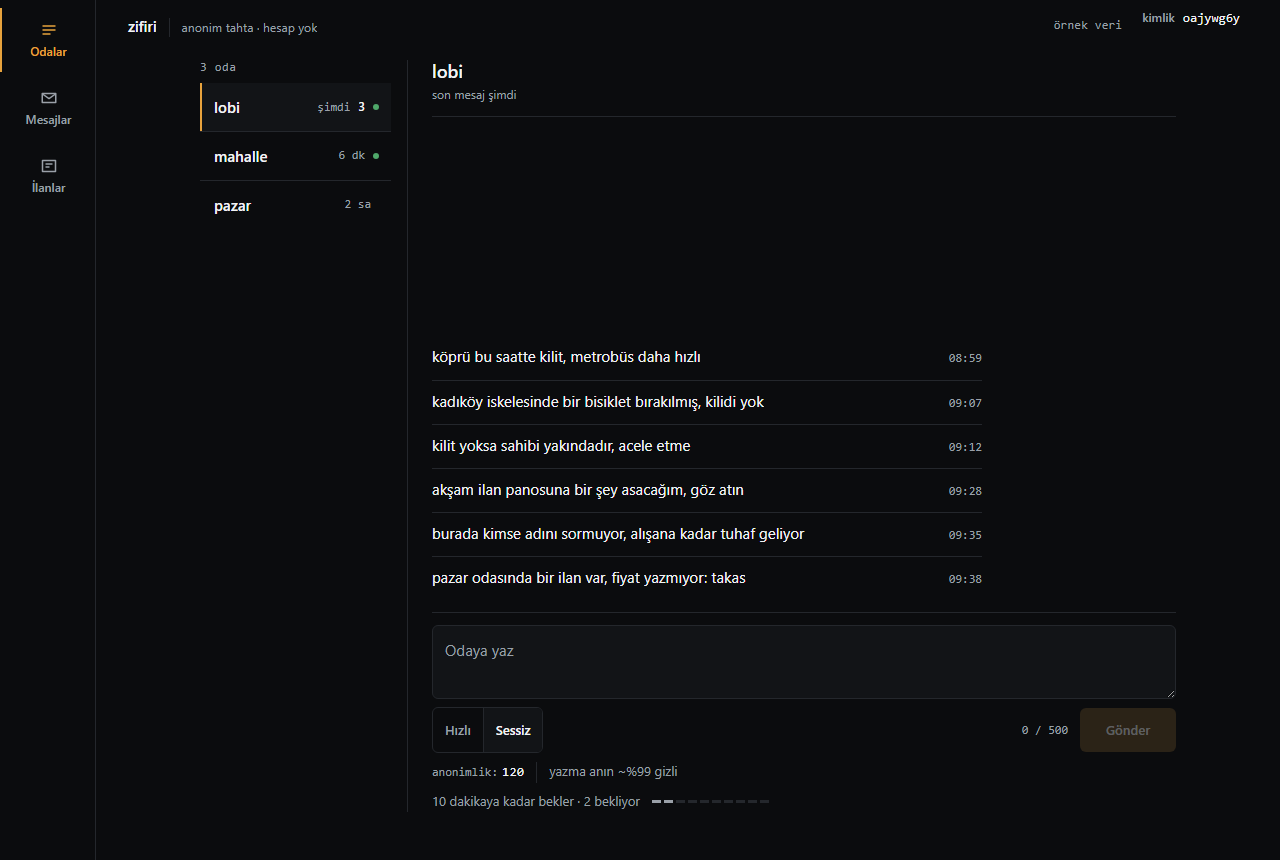 Odalar
Mesajlar
İlanlar
zifiri
anonim tahta · hesap yok
örnek veri
kimlik oajywg6y
3 oda
lobi şimdi 3
mahalle 6 dk
pazar 2 sa
lobi
son mesaj şimdi
köprü bu saatte kilit, metrobüs daha hızlı 08:59
kadıköy iskelesinde bir bisiklet bırakılmış, kilidi yok 09:07
kilit yoksa sahibi yakındadır, acele etme 09:12
akşam ilan panosuna bir şey asacağım, göz atın 09:28
burada kimse adını sormuyor, alışana kadar tuhaf geliyor 09:35
pazar odasında bir ilan var, fiyat yazmıyor: takas 09:38
Odaya yaz
Hızlı Sessiz 0 / 500 Gönder
anonimlik: 120 yazma anın ~%99 gizli
10 dakikaya kadar bekler · 2 bekliyor